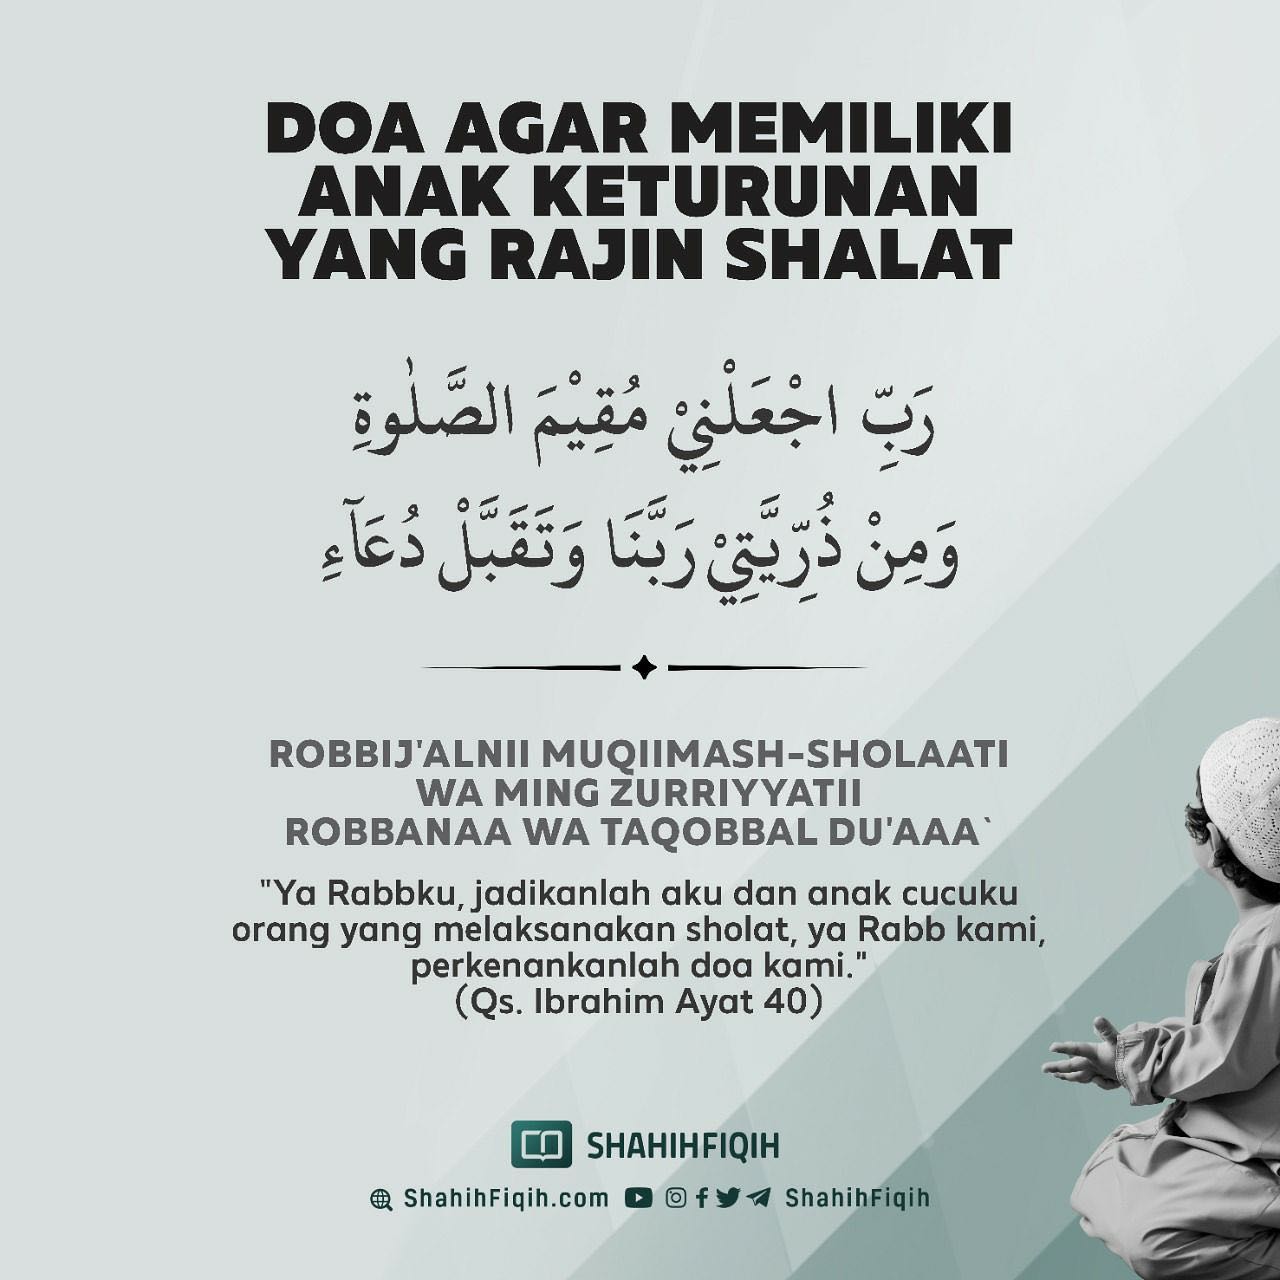 DOA AGAR MEMILIKI
ANAK KETURUNAN
YANG RAJIN SHALAT
رَبِّ اجْعَلْنِيْ مُقِيْمَ الصَّلٰوةِ
وَمِنْ ذُرِّيَّتِيْ رَبَّنَا وَتَقَبَّلْ دُعَاۤءِ
ROBBIJ'ALNII MUQIIMASH-SHOLAATI
WA MING ZURRIYYATII
ROBBANAA WA TAQOBBAL DU'AAA`
"Ya Rabbku, jadikanlah aku dan anak cucuku
orang yang melaksanakan sholat, ya Rabb kami,
perkenankanlah doa kami."
(Qs. Ibrahim Ayat 40)
SHAHIHFIQIH
ShahihFiqih.com ShahihFiqih